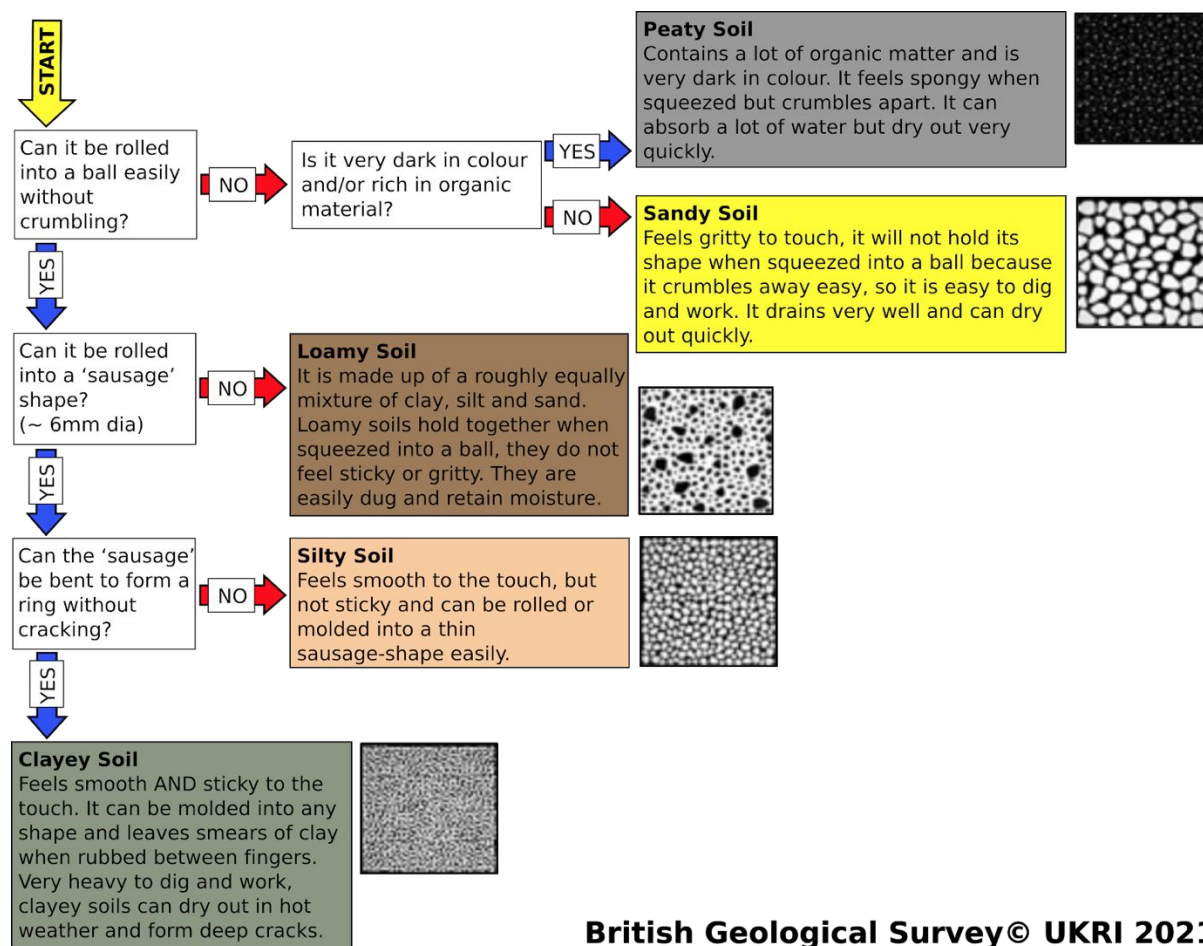 START
Can it be rolled
into a ball easily
without
crumbling?
NO
Is it very dark in colour
and/or rich in organic
material?
YES
Peaty Soil
Contains a lot of organic matter and is
very dark in colour. It feels spongy when
squeezed but crumbles apart. It can
absorb a lot of water but dry out very
quickly.
NO
Sandy Soil
Feels gritty to touch, it will not hold its
shape when squeezed into a ball because
it crumbles away easy, so it is easy to dig
and work. It drains very well and can dry
out quickly.
YES
Can it be rolled
into a ‘sausage’
shape?
(~ 6mm dia)
NO
Loamy Soil
It is made up of a roughly equally
mixture of clay, silt and sand.
Loamy soils hold together when
squeezed into a ball, they do not
feel sticky or gritty. They are
easily dug and retain moisture.
YES
Can the ‘sausage’
be bent to form a
ring without
cracking?
NO
Silty Soil
Feels smooth to the touch, but
not sticky and can be rolled or
molded into a thin
sausage-shape easily.
YES
Clayey Soil
Feels smooth AND sticky to the
touch. It can be molded into any
shape and leaves smears of clay
when rubbed between fingers.
Very heavy to dig and work,
clayey soils can dry out in hot
weather and form deep cracks.
British Geological Survey© UKRI